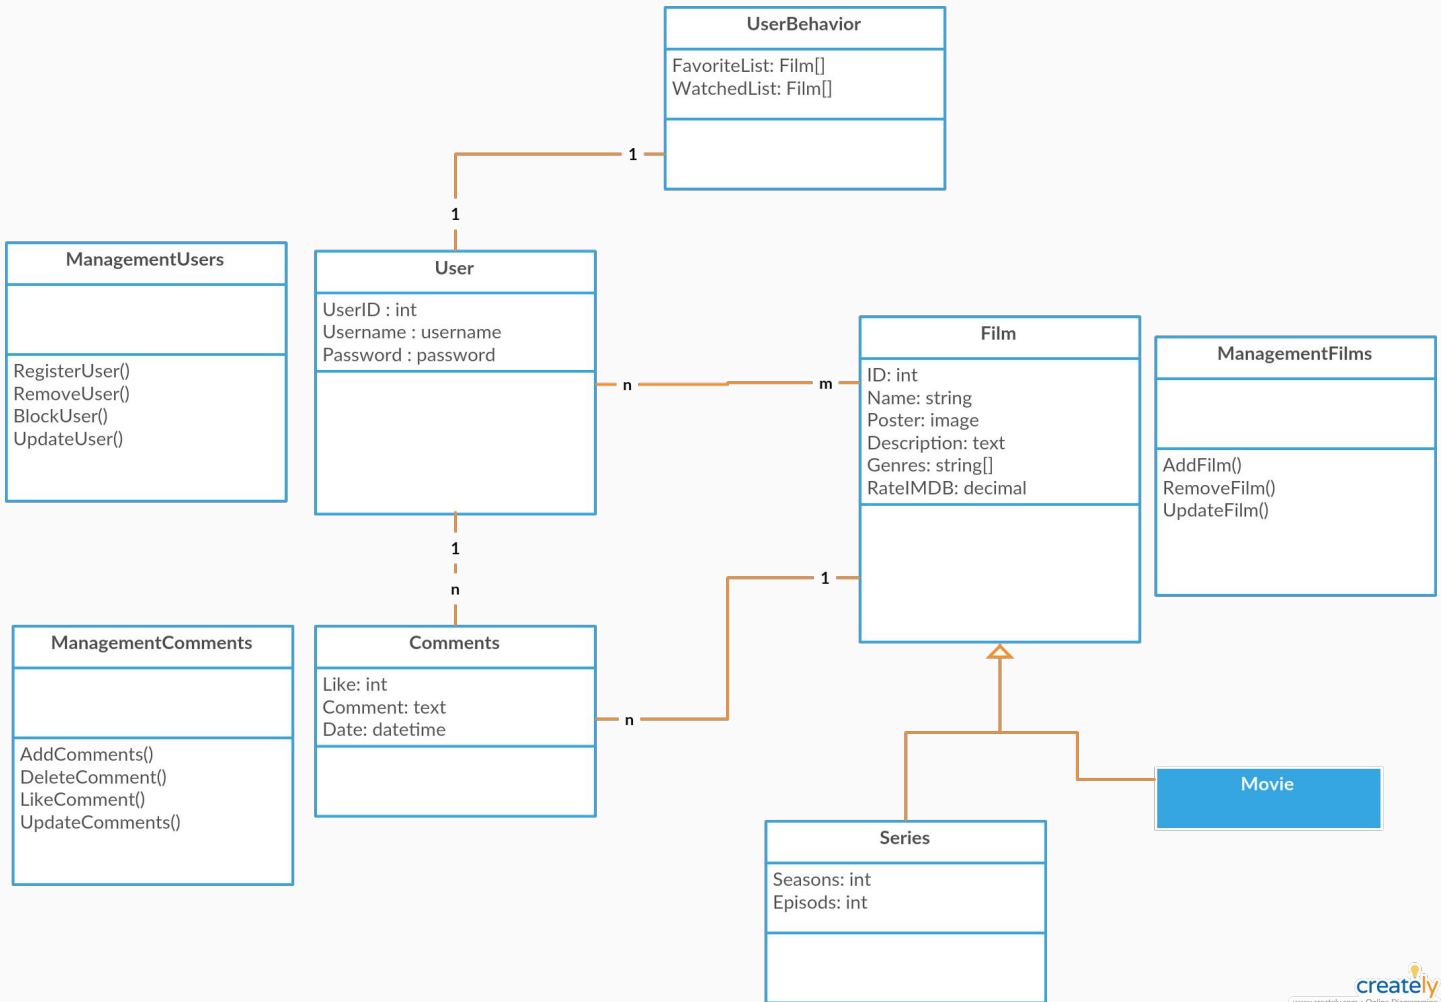 UserBehavior
FavoriteList: Film[]
WatchedList: Film[]
1
1
ManagementUsers
RegisterUser()
RemoveUser()
BlockUser()
UpdateUser()
User
UserID : int
Username : username
Password : password
n
m
Film
ID: int
Name: string
Poster: image
Description: text
Genres: string[]
RateIMDB: decimal
ManagementFilms
AddFilm()
RemoveFilm()
UpdateFilm()
1
n
1
n
ManagementComments
AddComments()
DeleteComment()
LikeComment()
UpdateComments()
Comments
Like: int
Comment: text
Date: datetime
Movie
Series
Seasons: int
Episods: int
creately